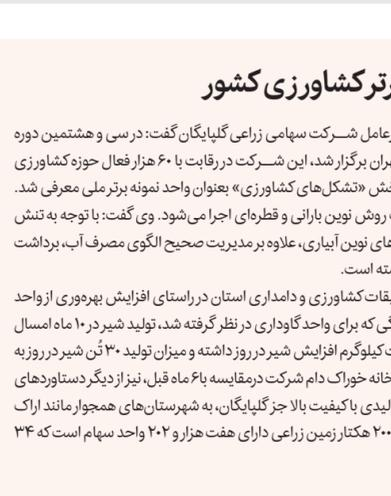 برتر کشاورزی کشور
عامل شرکت سهامی زراعی گلپایگان گفت: در سی و هشتمین دوره
برگزار شد، این شرکت در رقابت با ۶۰ هزار فعال حوزه کشاورزی
«تشکل‌های کشاورزی» بعنوان واحد نمونه برتر ملی معرفی شد.
روش نوین بارانی و قطره‌ای اجرا می‌شود. وی گفت: با توجه به تنش
های نوین آبیاری، علاوه بر مدیریت صحیح الگوی مصرف آب، برداشت
است.
کشاورزی و دامداری استان در راستای افزایش بهره‌وری از واحد
که برای واحد گاوداری در نظر گرفته شد، تولید شیر در ۱۰ ماه امسال
کیلوگرم افزایش شیر در روز داشته و میزان تولید ۳۰ تُن شیر در روز به
خانه خوراک دام شرکت درمقایسه با ۶ ماه قبل، نیز از دیگر دستاوردهای
با کیفیت بالا جز گلپایگان، به شهرستان‌های همجوار مانند اراک
هکتار زمین زراعی دارای هفت هزار و ۲۰۲ واحد سهام است که ۳۴